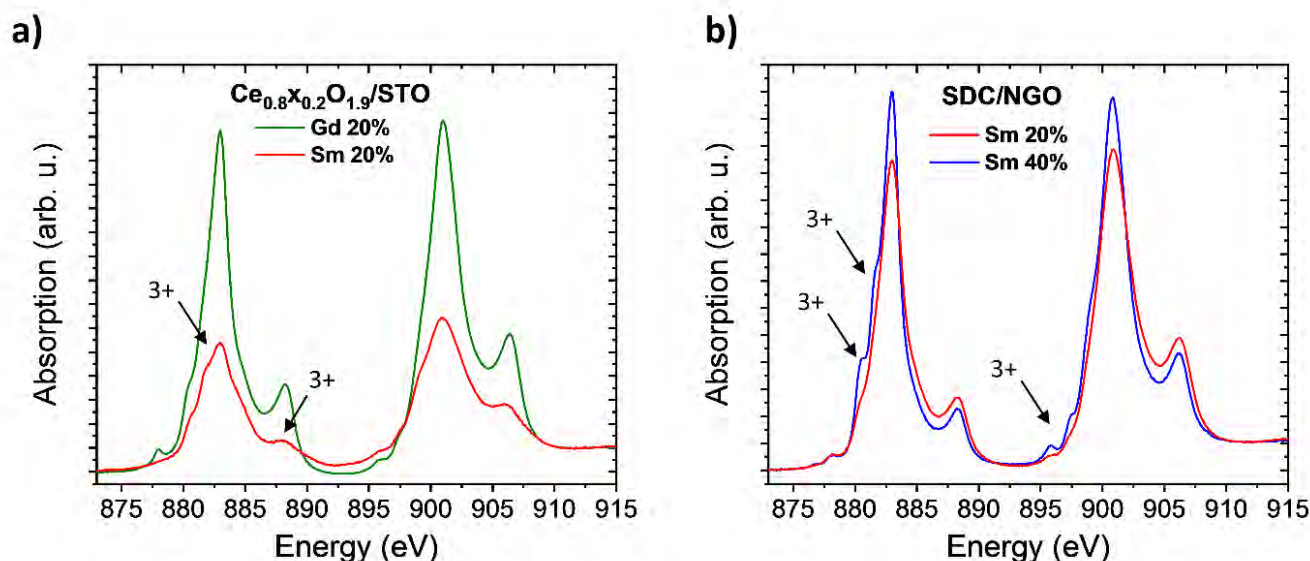 a)
Ce0.8x0.2O1.9/STO
Gd 20%
Sm 20%
3+
3+
Absorption (arb. u.)
875 880 885 890 895 900 905 910 915
Energy (eV)
b)
SDC/NGO
Sm 20%
Sm 40%
3+
3+
3+
Absorption (arb. u.)
875 880 885 890 895 900 905 910 915
Energy (eV)